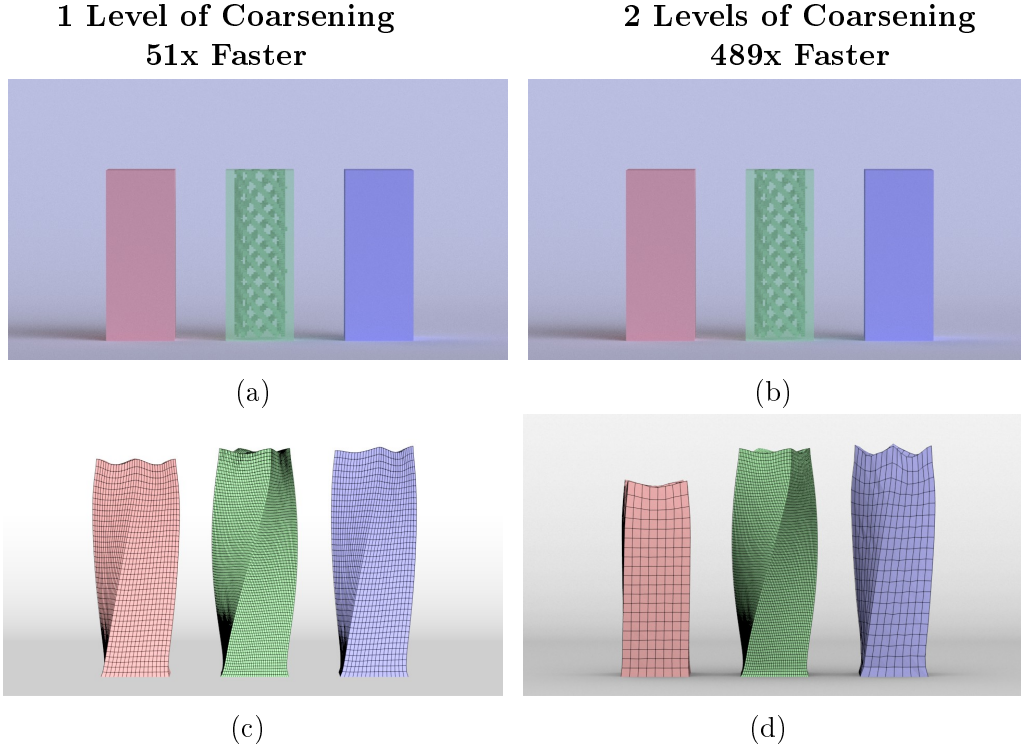 1 Level of Coarsening
51x Faster
2 Levels of Coarsening
489x Faster
(a)
(b)
(c)
(d)